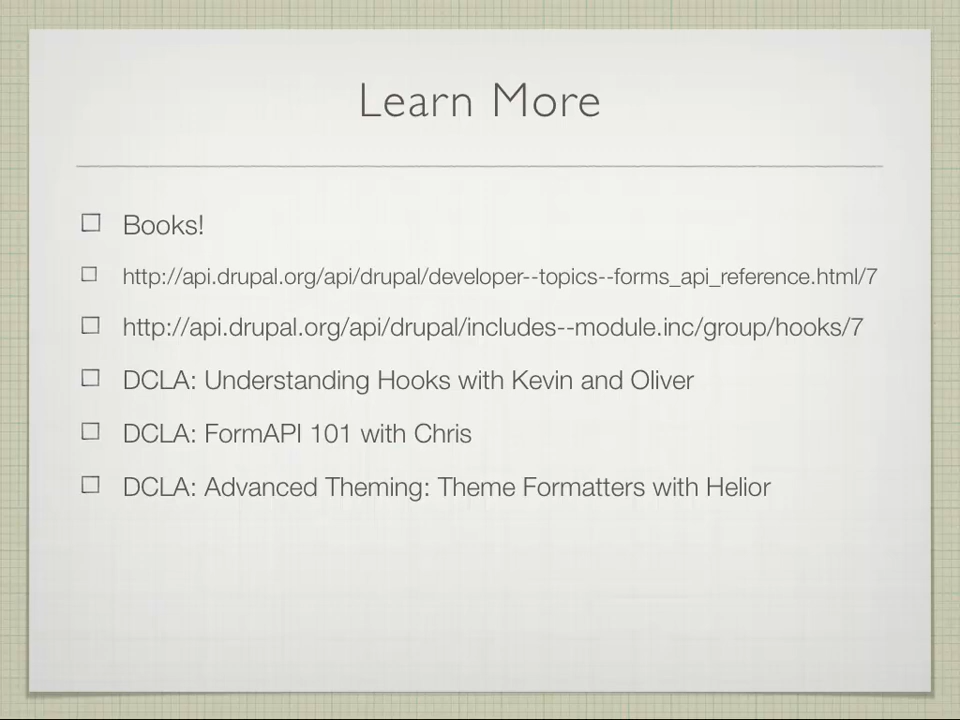 Learn More
Books!
http://api.drupal.org/api/drupal/developer--topics--forms_api_reference.html/7
http://api.drupal.org/api/drupal/includes--module.inc/group/hooks/7
DCLA: Understanding Hooks with Kevin and Oliver
DCLA: FormAPI 101 with Chris
DCLA: Advanced Theming: Theme Formatters with Helior